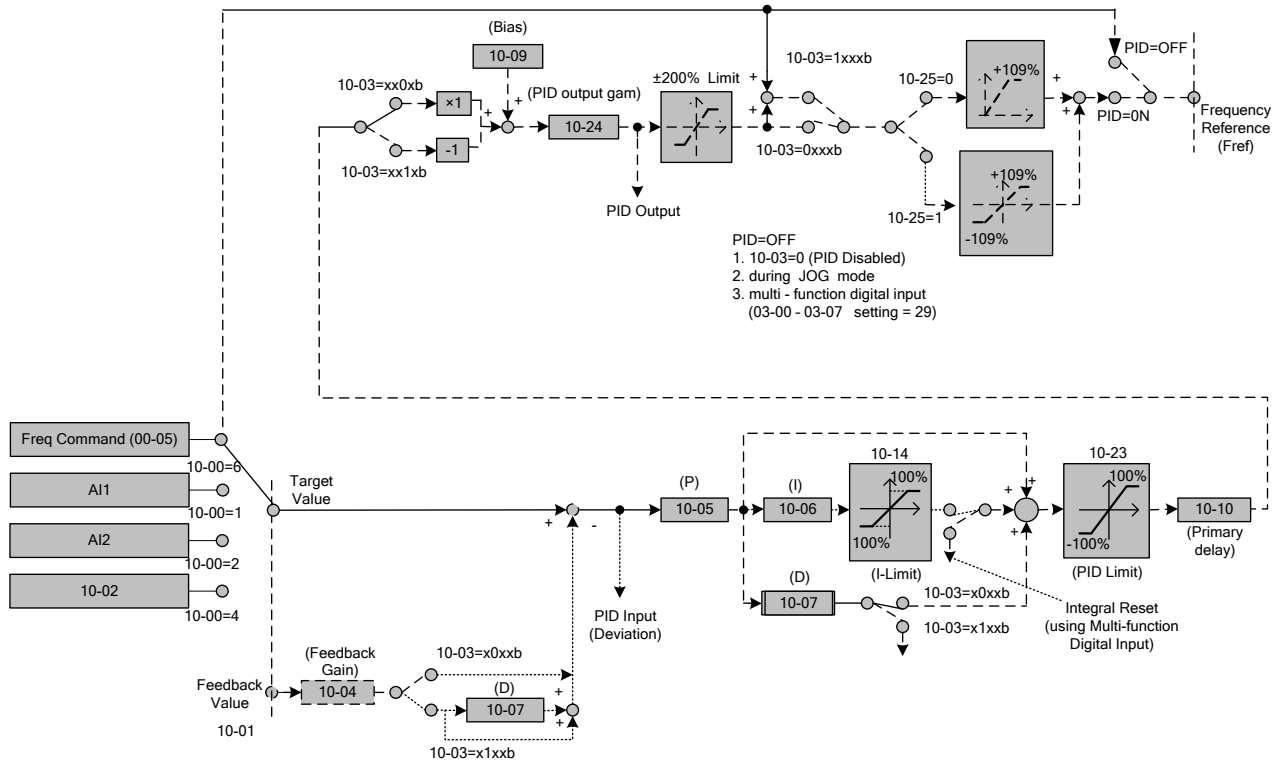 (Bias)
10-09
10-03=xx0xb
×1
-1
10-03=xx1xb
+
+
+
(PID output gam)
10-24
PID Output
±200% Limit
10-03=1xxxb
+
+
10-03=0xxxb
10-25=0
+109%
10-25=1
+109%
-109%
+
+
PID=OFF
PID=0N
Frequency
Reference
(Fref)
PID=OFF
1. 10-03=0 (PID Disabled)
2. during JOG mode
3. multi - function digital input
(03-00 - 03-07 setting = 29)
Freq Command (00-05)
10-00=6
AI1
10-00=1
AI2
10-00=2
10-02
10-00=4
Target
Value
+
-
PID Input
(Deviation)
(P)
10-05
(I)
10-06
10-14
100%
100%
(I-Limit)
+
+
+
10-23
100%
-100%
(PID Limit)
10-10
(Primary
delay)
(D)
10-07
10-03=x0xxb
10-03=x1xxb
Integral Reset
(using Multi-function
Digital Input)
Feedback
Value
10-01
(Feedback
Gain)
10-04
10-03=x0xxb
(D)
10-07
+
+
10-03=x1xxb